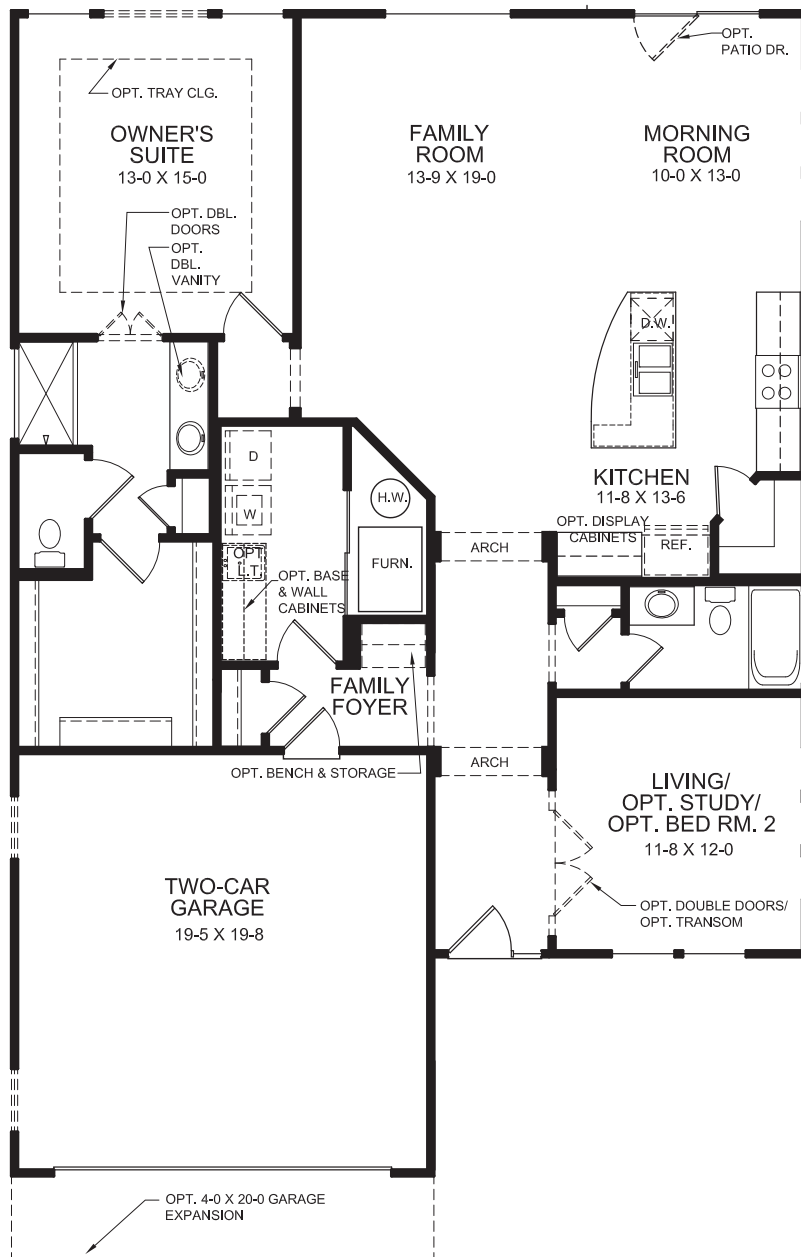 OPT.
PATIO DR.
OPT. TRAY CLG.
OWNER'S
SUITE
13-0 X 15-0
FAMILY
ROOM
13-9 X 19-0
MORNING
ROOM
10-0 X 13-0
OPT. DBL.
DOORS
OPT.
DBL.
VANITY
D.W.
D
W
OPT
L.T
H.W.
FURN.
KITCHEN
11-8 X 13-6
OPT. DISPLAY
CABINETS
REF.
ARCH
OPT. BASE
& WALL
CABINETS
FAMILY
FOYER
OPT. BENCH & STORAGE
ARCH
LIVING/
OPT. STUDY/
OPT. BED RM. 2
11-8 X 12-0
TWO-CAR
GARAGE
19-5 X 19-8
OPT. DOUBLE DOORS/
OPT. TRANSOM
OPT. 4-0 X 20-0 GARAGE
EXPANSION